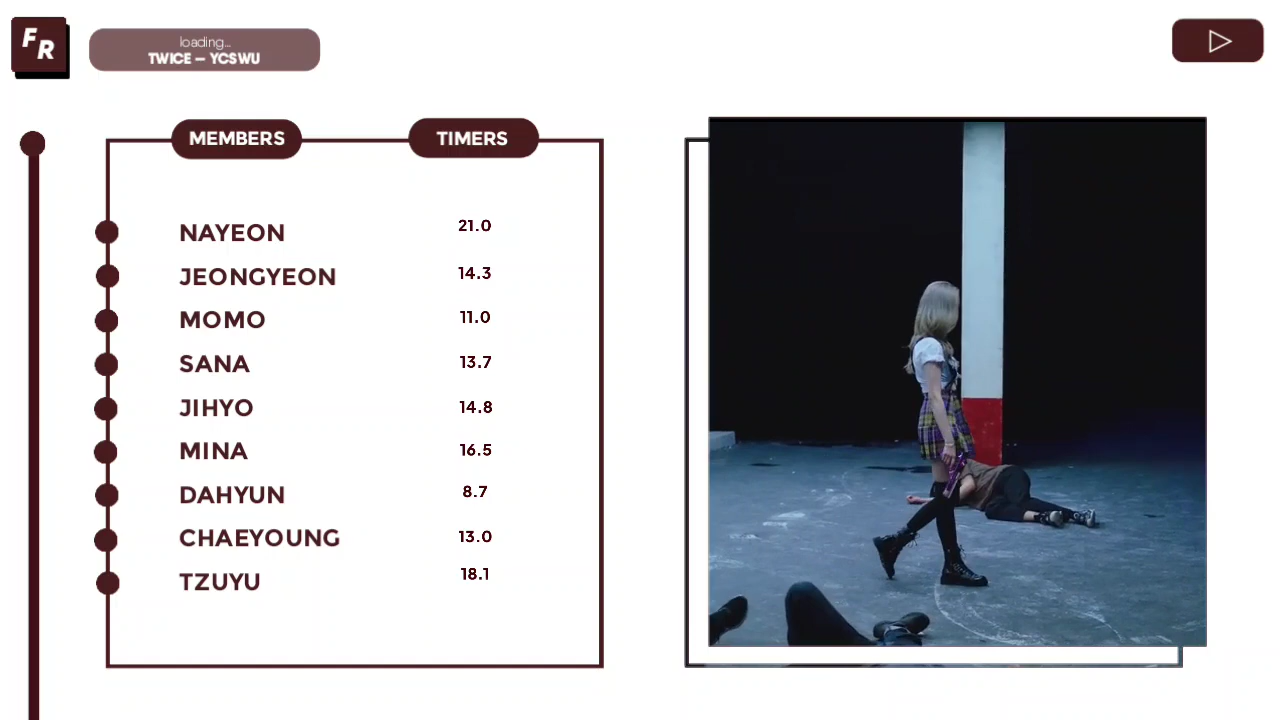 FR
loading...
TWICE – YCSWU
MEMBERS TIMERS
NAYEON 21.0
JEONGYEON 14.3
MOMO 11.0
SANA 13.7
JIHYO 14.8
MINA 16.5
DAHYUN 8.7
CHAEYOUNG 13.0
TZUYU 18.1